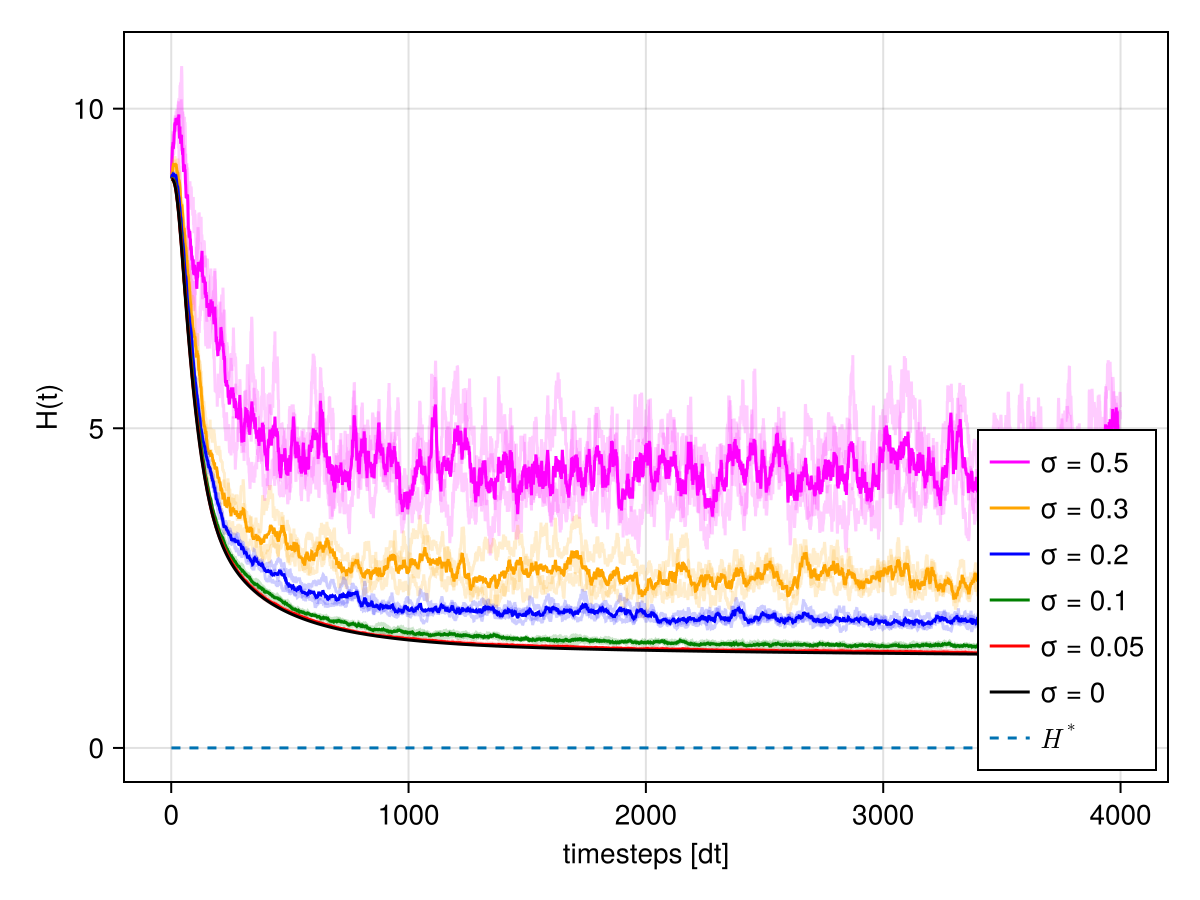 H(t)
10
5
0
0
1000
2000
3000
4000
timesteps [dt]
σ = 0.5
σ = 0.3
σ = 0.2
σ = 0.1
σ = 0.05
σ = 0
H*